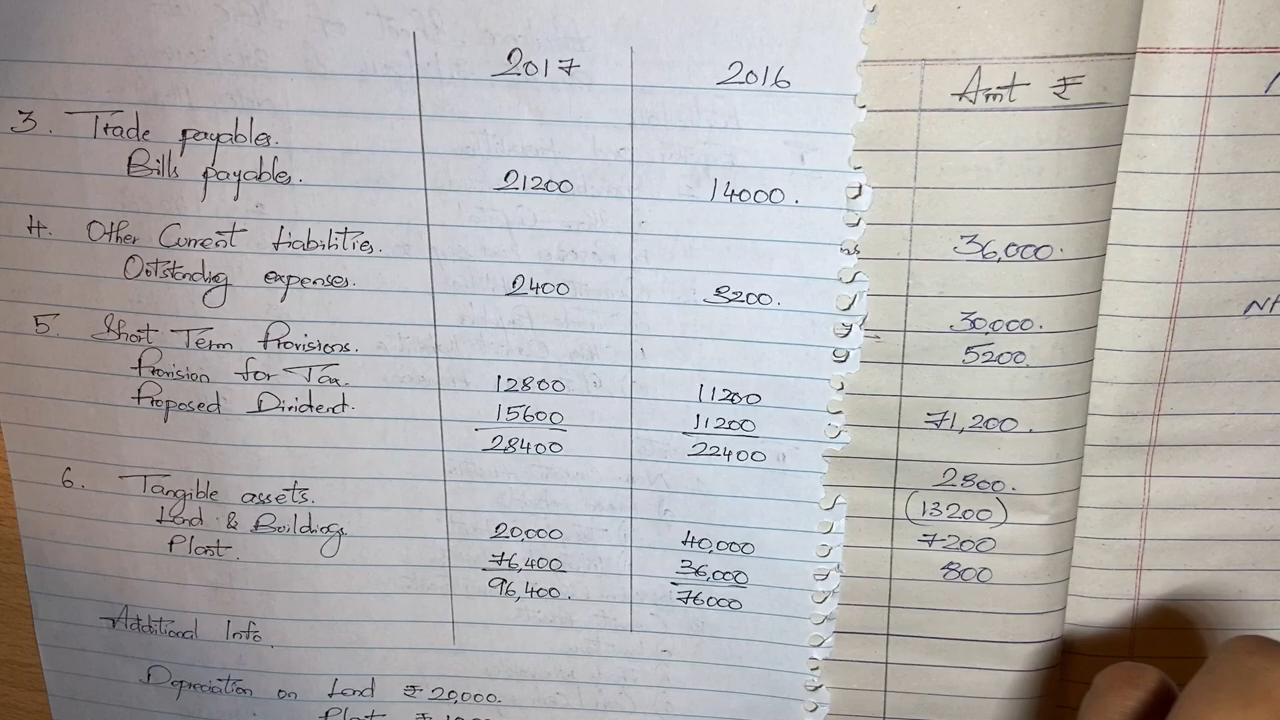 2017 2016
3. Trade payables.
Bills payables. 21200 14000.
4. Other Current Liabilities.
Outstanding expenses. 2400 3200.
5. Short Term Provisions.
Provision for Tax. 12800 11200
Proposed Dividend. 15600 11200
28400 22400
6. Tangible assets.
Land & Buildings 20,000 40,000
Plant. 76,400 36,000
96,400. 76000
Additional Info
Depreciation on Land ₹ 20,000.
Plant ₹
Amt ₹
36,000.
30,000.
5200.
71,200.
2800.
(13200)
7200
800